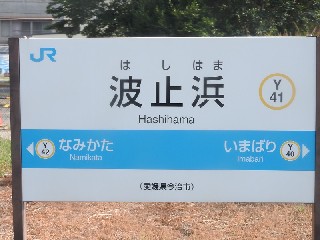 JR
はしはま
波止浜
Hashihama
Y
41
Y
42
なみかた
Namikata
いまばり
Imabari
Y
40
(愛媛県今治市)